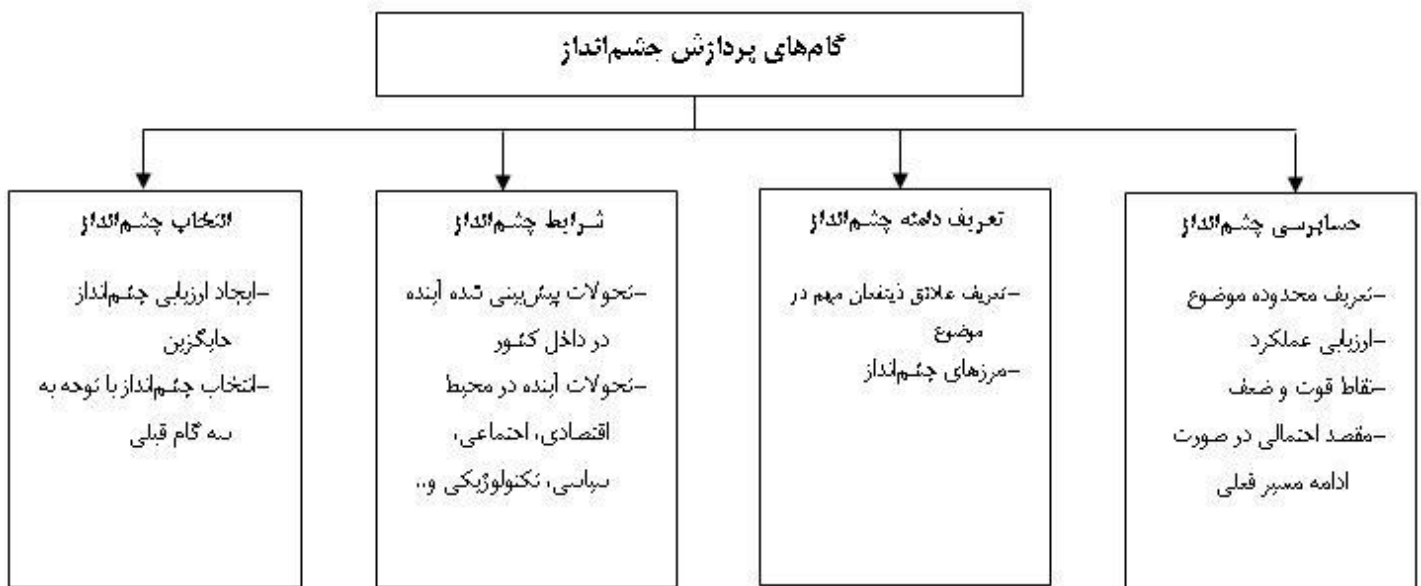 گام‌های پردازش چشم‌انداز
حسابرسی چشم‌انداز
-تعریف محدوده موضوع
-ارزیابی عملکرد
-نقاط قوت و ضعف
-مقصد احتمالی در صورت
ادامه مسیر فعلی
تعریف دامنه چشم‌انداز
-تعریف علائق ذینفعان مهم در
موضوع
-مرزهای چشم‌انداز
شرایط چشم‌انداز
-تحولات پیش‌بینی شده آینده
در داخل کشور
-تحولات آینده در محیط
اقتصادی، اجتماعی،
سیاسی، تکنولوژیکی و..
انتخاب چشم‌انداز
-ایجاد ارزیابی چشم‌انداز
جایگزین
-انتخاب چشم‌انداز با توجه به
سه گام قبلی